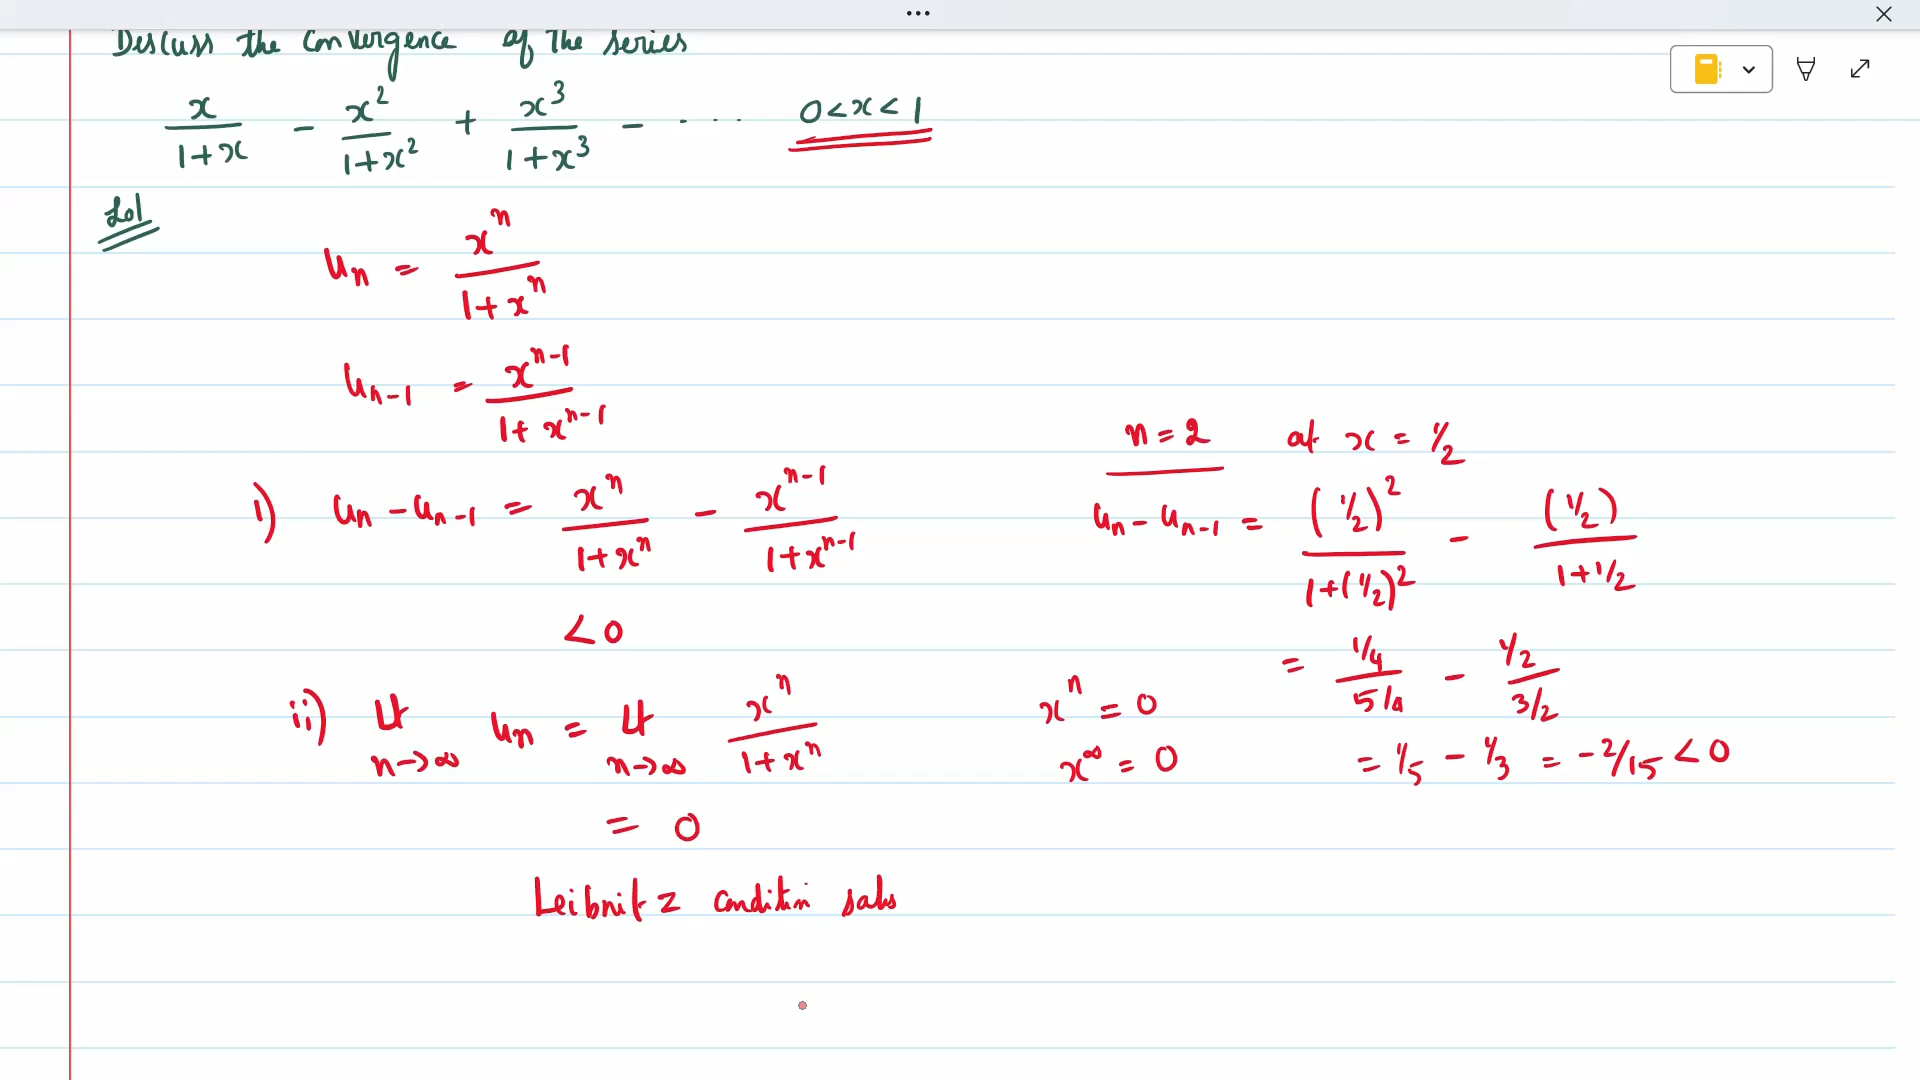 Discuss the convergence of the series
x/(1+x) - x²/(1+x²) + x³/(1+x³) - ···· 0<x<1
Sol
uₙ = xⁿ/(1+xⁿ)
uₙ₋₁ = xⁿ⁻¹/(1+xⁿ⁻¹)
i) uₙ - uₙ₋₁ = xⁿ/(1+xⁿ) - xⁿ⁻¹/(1+xⁿ⁻¹)
<0
ii) Lt n→∞ uₙ = Lt n→∞ xⁿ/(1+xⁿ)
= 0
Leibnitz condition satis
n=2 at x = 1/2
uₙ - uₙ₋₁ = (1/2)²/(1+(1/2)²) - (1/2)/(1+1/2)
= (1/4)/(5/4) - (1/2)/(3/2)
= 1/5 - 1/3 = -2/15 < 0
xⁿ = 0
x^∞ = 0